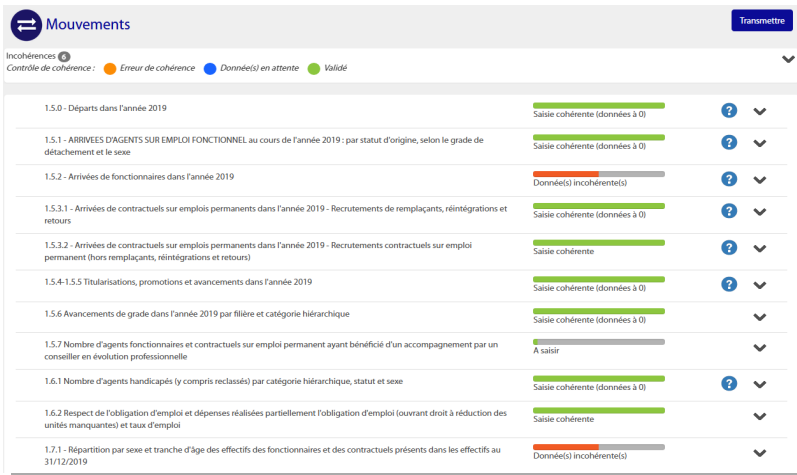 Mouvements
Transmettre
Incohérences 6
Contrôle de cohérence : Erreur de cohérence Donnée(s) en attente Validé
1.5.0 - Départs dans l'année 2019
Saisie cohérente (données à 0)
?
1.5.1 - ARRIVEES D'AGENTS SUR EMPLOI FONCTIONNEL au cours de l'année 2019 : par statut d'origine, selon le grade de
détachement et le sexe
Saisie cohérente (données à 0)
?
1.5.2 - Arrivées de fonctionnaires dans l'année 2019
Donnée(s) incohérente(s)
?
1.5.3.1 - Arrivées de contractuels sur emplois permanents dans l'année 2019 - Recrutements de remplaçants, réintégrations et
retours
Saisie cohérente (données à 0)
?
1.5.3.2 - Arrivées de contractuels sur emplois permanents dans l'année 2019 - Recrutements contractuels sur emploi
permanent (hors remplaçants, réintégrations et retours)
Saisie cohérente
?
1.5.4-1.5.5 Titularisations, promotions et avancements dans l'année 2019
Saisie cohérente (données à 0)
?
1.5.6 Avancements de grade dans l'année 2019 par filière et catégorie hiérarchique
Saisie cohérente (données à 0)
1.5.7 Nombre d'agents fonctionnaires et contractuels sur emploi permanent ayant bénéficié d'un accompagnement par un
conseiller en évolution professionnelle
A saisir
1.6.1 Nombre d'agents handicapés (y compris reclassés) par catégorie hiérarchique, statut et sexe
Saisie cohérente (données à 0)
?
1.6.2 Respect de l'obligation d'emploi et dépenses réalisées partiellement l'obligation d'emploi (ouvrant droit à réduction des
unités manquantes) et taux d'emploi
Saisie cohérente
1.7.1 - Répartition par sexe et tranche d'âge des effectifs des fonctionnaires et des contractuels présents dans les effectifs au
31/12/2019
Donnée(s) incohérente(s)